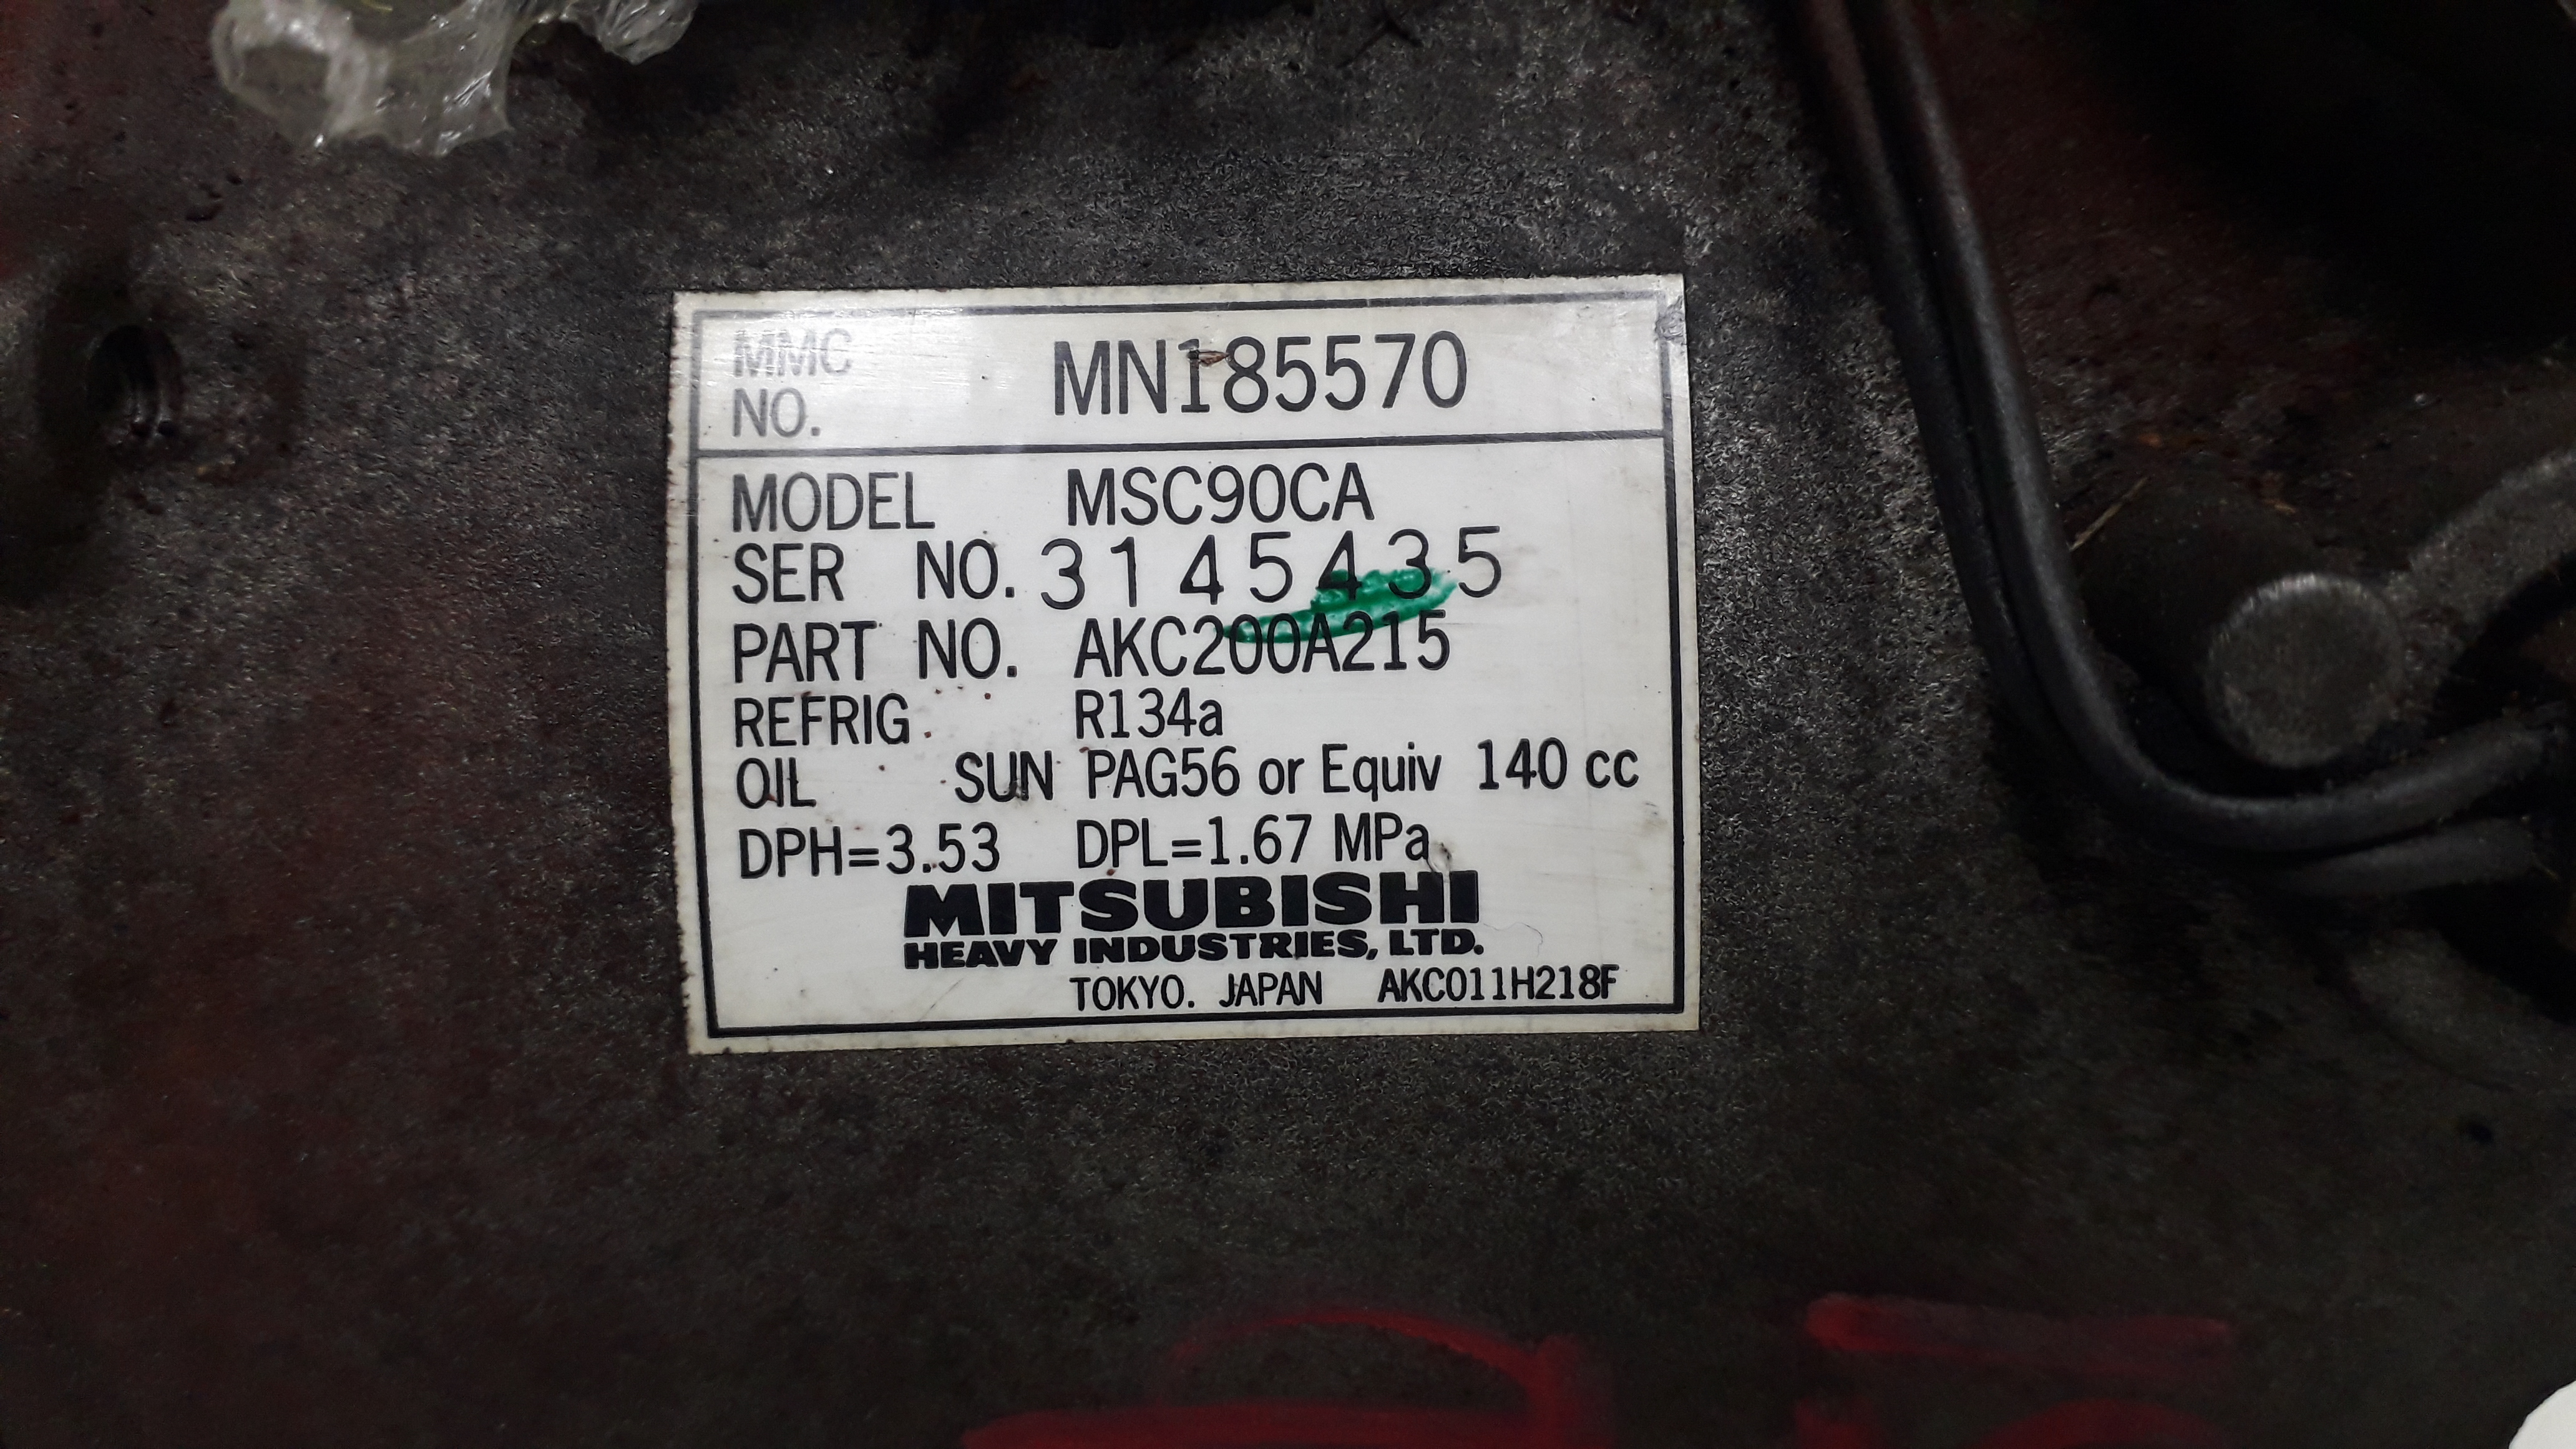 MMC
NO. MN185570
MODEL MSC90CA
SER NO. 3145435
PART NO. AKC200A215
REFRIG. R134a
OIL SUN PAG56 or Equiv 140 cc
DPH=3.53 DPL=1.67 MPa
MITSUBISHI
HEAVY INDUSTRIES, LTD.
TOKYO. JAPAN AKC011H218F